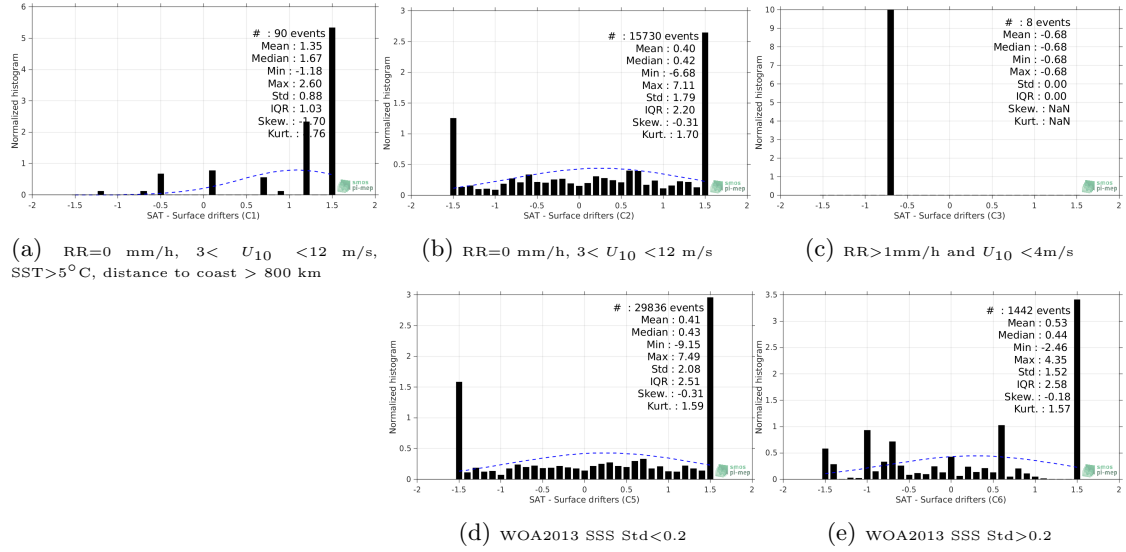 6
5
4
3
2
1
0
Normalized histogram
# : 90 events
Mean : 1.35
Median : 1.67
Min : -1.18
Max : 2.60
Std : 0.88
IQR : 1.03
Skew. : -1.70
Kurt. : 4.76
smos
pi-mep
-2 -1.5 -1 -0.5 0 0.5 1 1.5 2
SAT - Surface drifters (C1)
(a) RR=0 mm/h, 3< U10 <12 m/s,
SST>5°C, distance to coast > 800 km
3
2.5
2
1.5
1
0.5
0
Normalized histogram
# : 15730 events
Mean : 0.40
Median : 0.42
Min : -6.68
Max : 7.11
Std : 1.79
IQR : 2.20
Skew. : -0.31
Kurt. : 1.70
smos
pi-mep
-2 -1.5 -1 -0.5 0 0.5 1 1.5 2
SAT - Surface drifters (C2)
(b) RR=0 mm/h, 3< U10 <12 m/s
10
9
8
7
6
5
4
3
2
1
0
Normalized histogram
# : 8 events
Mean : -0.68
Median : -0.68
Min : -0.68
Max : -0.68
Std : 0.00
IQR : 0.00
Skew. : NaN
Kurt. : NaN
smos
pi-mep
-2 -1.5 -1 -0.5 0 0.5 1 1.5 2
SAT - Surface drifters (C3)
(c) RR>1mm/h and U10 <4m/s
3
2.5
2
1.5
1
0.5
0
Normalized histogram
# : 29836 events
Mean : 0.41
Median : 0.43
Min : -9.15
Max : 7.49
Std : 2.08
IQR : 2.51
Skew. : -0.31
Kurt. : 1.59
smos
pi-mep
-2 -1.5 -1 -0.5 0 0.5 1 1.5 2
SAT - Surface drifters (C5)
(d) WOA2013 SSS Std<0.2
3.5
3
2.5
2
1.5
1
0.5
0
Normalized histogram
# : 1442 events
Mean : 0.53
Median : 0.44
Min : -2.46
Max : 4.35
Std : 1.52
IQR : 2.58
Skew. : -0.18
Kurt. : 1.57
smos
pi-mep
-2 -1.5 -1 -0.5 0 0.5 1 1.5 2
SAT - Surface drifters (C6)
(e) WOA2013 SSS Std>0.2